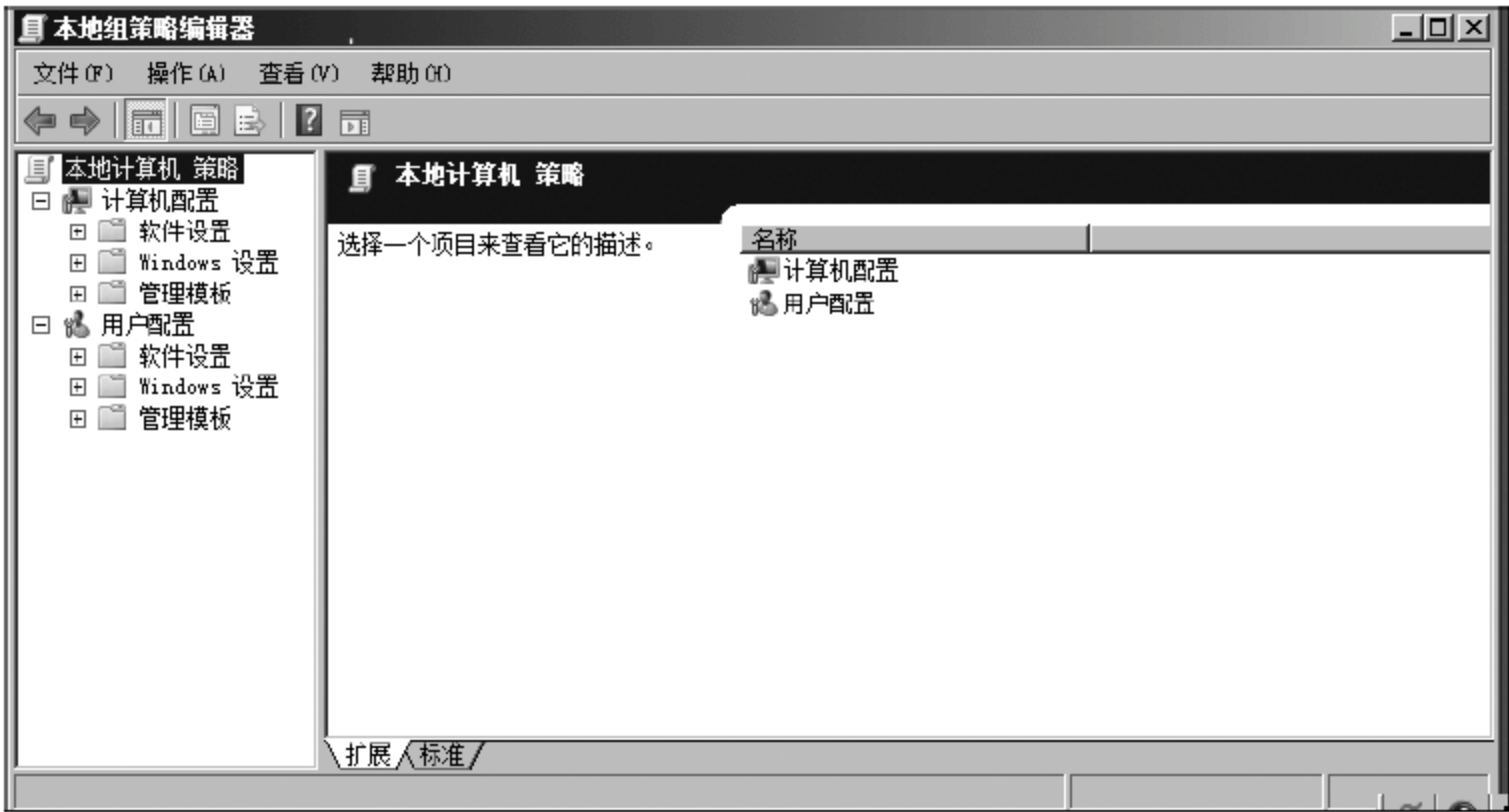 本地组策略编辑器
文件(F) 操作(A) 查看(V) 帮助(H)
本地计算机 策略
计算机配置
软件设置
Windows 设置
管理模板
用户配置
软件设置
Windows 设置
管理模板
本地计算机 策略
选择一个项目来查看它的描述。
名称
计算机配置
用户配置
扩展 标准